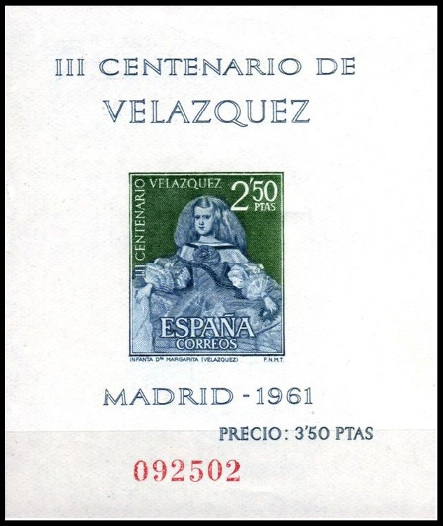 III CENTENARIO DE
VELAZQUEZ
III CENTENARIO VELAZQUEZ
2'50
PTAS
ESPAÑA
CORREOS
INFANTA Dª MARGARITA (VELAZQUEZ) F.N.M.T.
MADRID - 1961
PRECIO: 3'50 PTAS
092502